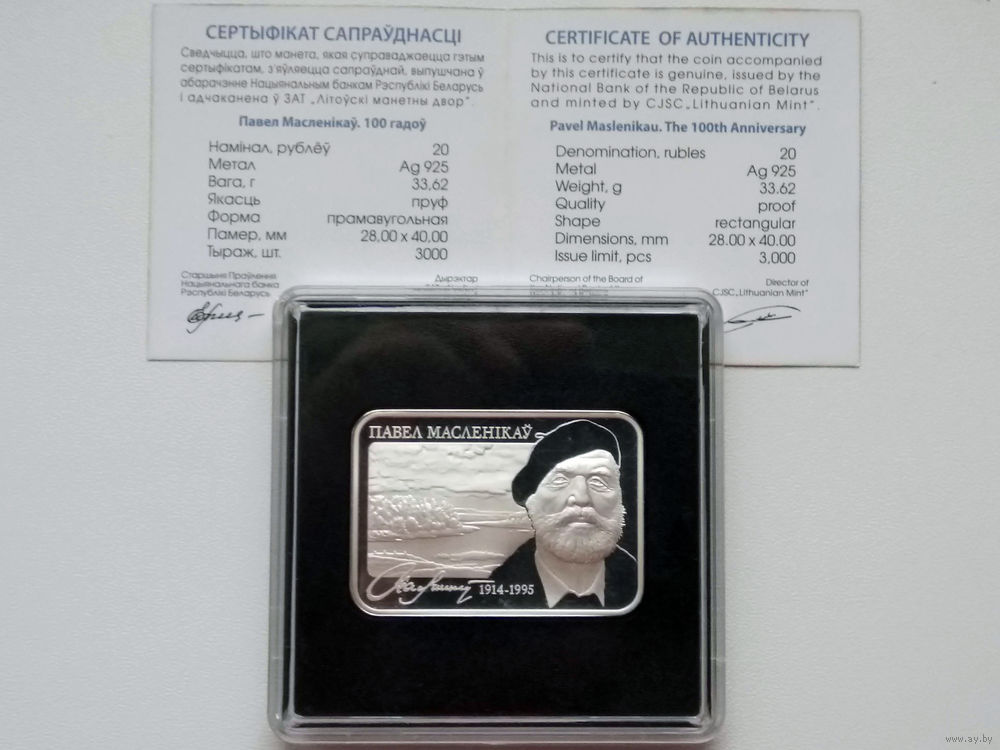 СЕРТЫФІКАТ САПРАЎДНАСЦІ
Сведчыцца, што манета, якая суправаджаецца гэтым
сертыфікатам, з'яўляецца сапраўднай, выпушчана ў
абарачэнне Нацыянальным банкам Рэспублікі Беларусь
і адчаканена ў ЗАТ „Літоўскі манетны двор".
Павел Масленікаў. 100 гадоў
Намінал, рублёў 20
Метал Ag 925
Вага, г 33,62
Якасць пруф
Форма прамавугольная
Памер, мм 28,00 х 40,00
Тыраж, шт. 3000
Старшыня Праўлення
Нацыянальнага банка
Рэспублікі Беларусь
Дырэктар
CERTIFICATE OF AUTHENTICITY
This is to certify that the coin accompanied
by this certificate is genuine, issued by the
National Bank of the Republic of Belarus
and minted by CJSC „Lithuanian Mint".
Pavel Maslenikau. The 100th Anniversary
Denomination, rubles 20
Metal Ag 925
Weight, g 33.62
Quality proof
Shape rectangular
Dimensions, mm 28.00 x 40.00
Issue limit, pcs 3,000
Chairperson of the Board of
Director of
CJSC „Lithuanian Mint"
ПАВЕЛ МАСЛЕНІКАЎ
1914-1995
www.ay.by